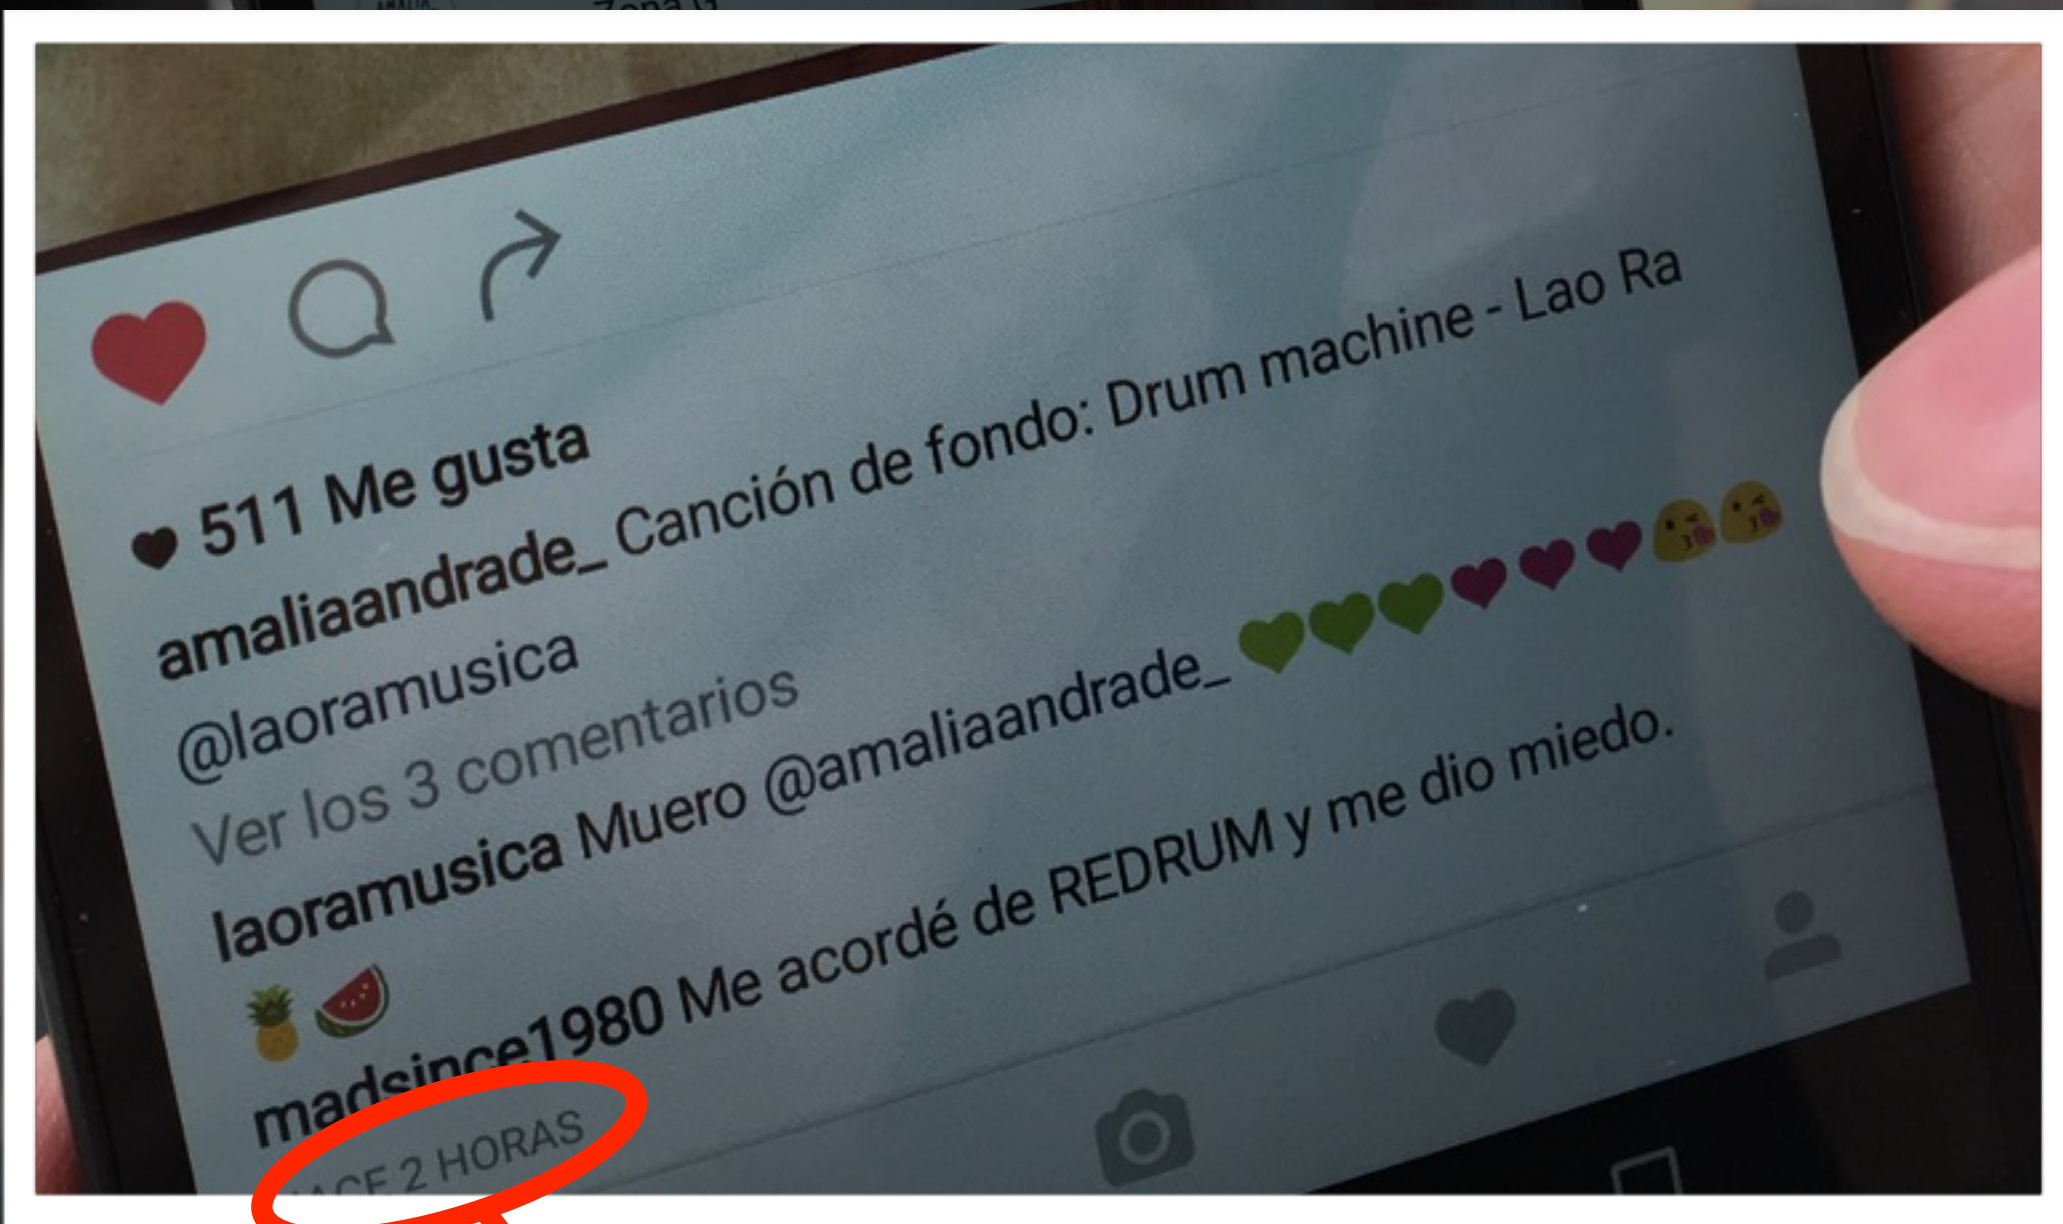 Zona G
511 Me gusta
amaliaandrade_ Canción de fondo: Drum machine - Lao Ra
@laoramusica
Ver los 3 comentarios
laoramusica Muero @amaliaandrade_ 💚💚💚💗💗💗😘😘
🍍🍉
madsince1980 Me acordé de REDRUM y me dio miedo.
2 HORAS